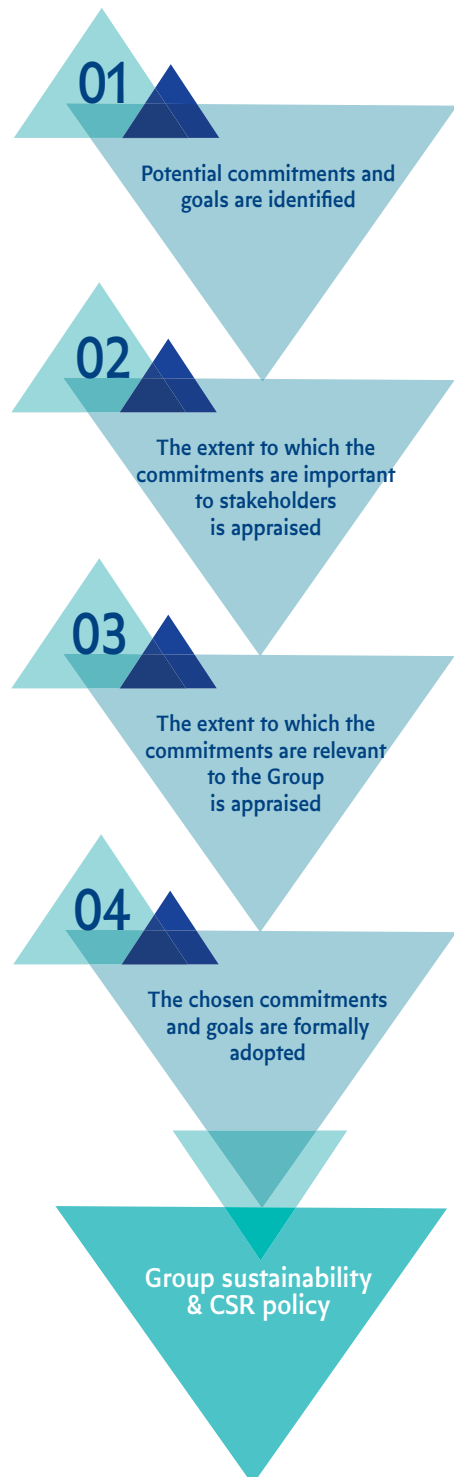 01
Potential commitments and
goals are identified
02
The extent to which the
commitments are important
to stakeholders
is appraised
03
The extent to which the
commitments are relevant
to the Group
is appraised
04
The chosen commitments
and goals are formally
adopted
Group sustainability
& CSR policy